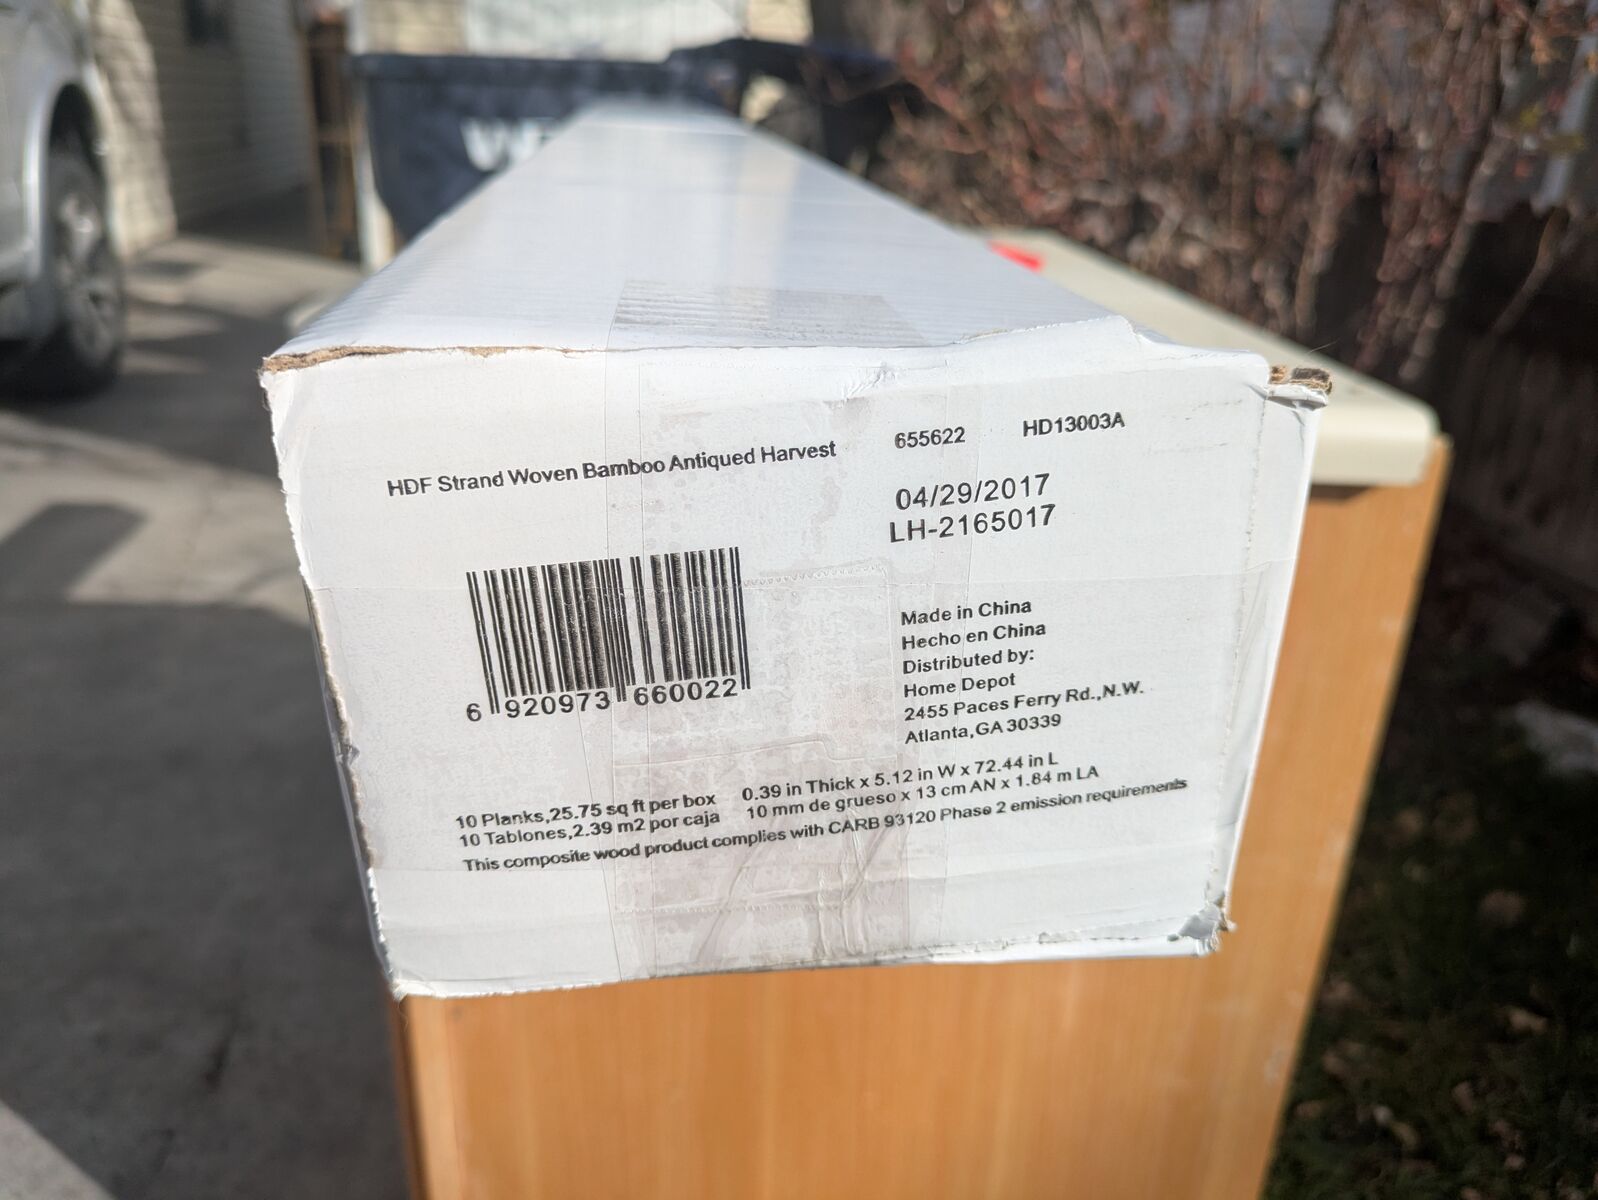 HDF Strand Woven Bamboo Antiqued Harvest 655622 HD13003A
04/29/2017
LH-2165017
6 920973 660022
Made in China
Hecho en China
Distributed by:
Home Depot
2455 Paces Ferry Rd.,N.W.
Atlanta,GA 30339
10 Planks,25.75 sq ft per box 0.39 in Thick x 5.12 in W x 72.44 in L
10 Tablones,2.39 m2 por caja 10 mm de grueso x 13 cm AN x 1.84 m LA
This composite wood product complies with CARB 93120 Phase 2 emission requirements